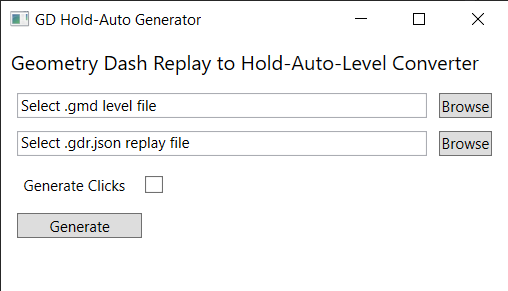 GD Hold-Auto Generator
Geometry Dash Replay to Hold-Auto-Level Converter
Select .gmd level file
Browse
Select .gdr.json replay file
Browse
Generate Clicks
Generate